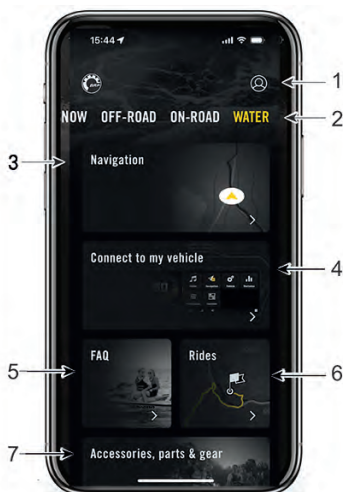 15:44
1
NOW OFF-ROAD ON-ROAD WATER
2
3
Navigation
Connect to my vehicle
4
FAQ
Rides
5
6
7
Accessories, parts & gear